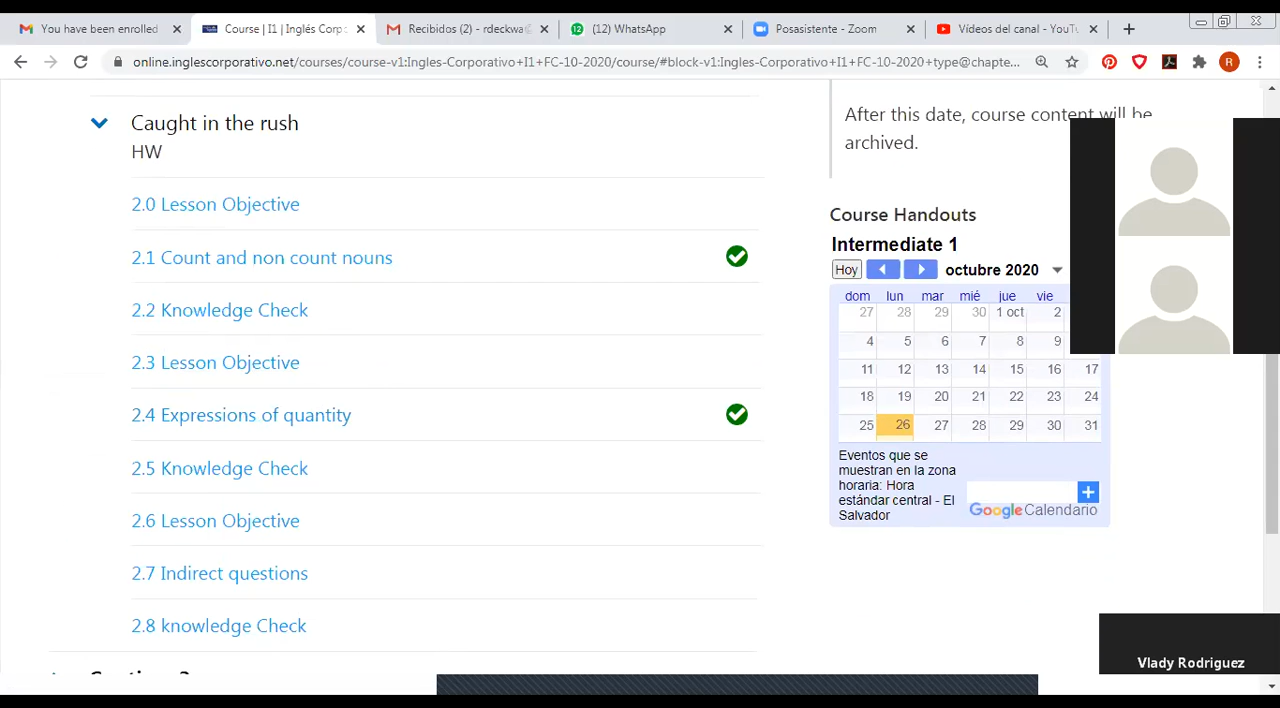 You have been enrolled
Course | I1 | Inglés Corp
Recibidos (2) - rdeckwa
(12) WhatsApp
Posasistente - Zoom
Vídeos del canal - YouTu
online.inglescorporativo.net/courses/course-v1:Ingles-Corporativo+I1+FC-10-2020/course/#block-v1:Ingles-Corporativo+I1+FC-10-2020+type@chapte...
R
Caught in the rush
HW
2.0 Lesson Objective
2.1 Count and non count nouns
2.2 Knowledge Check
2.3 Lesson Objective
2.4 Expressions of quantity
2.5 Knowledge Check
2.6 Lesson Objective
2.7 Indirect questions
2.8 knowledge Check
After this date, course content will be
archived.
Course Handouts
Intermediate 1
Hoy octubre 2020
dom lun mar mié jue vie
27 28 29 30 1 oct 2
4 5 6 7 8 9
11 12 13 14 15 16 17
18 19 20 21 22 23 24
25 26 27 28 29 30 31
Eventos que se
muestran en la zona
horaria: Hora
estándar central - El
Salvador
Google Calendario
Vlady Rodriguez